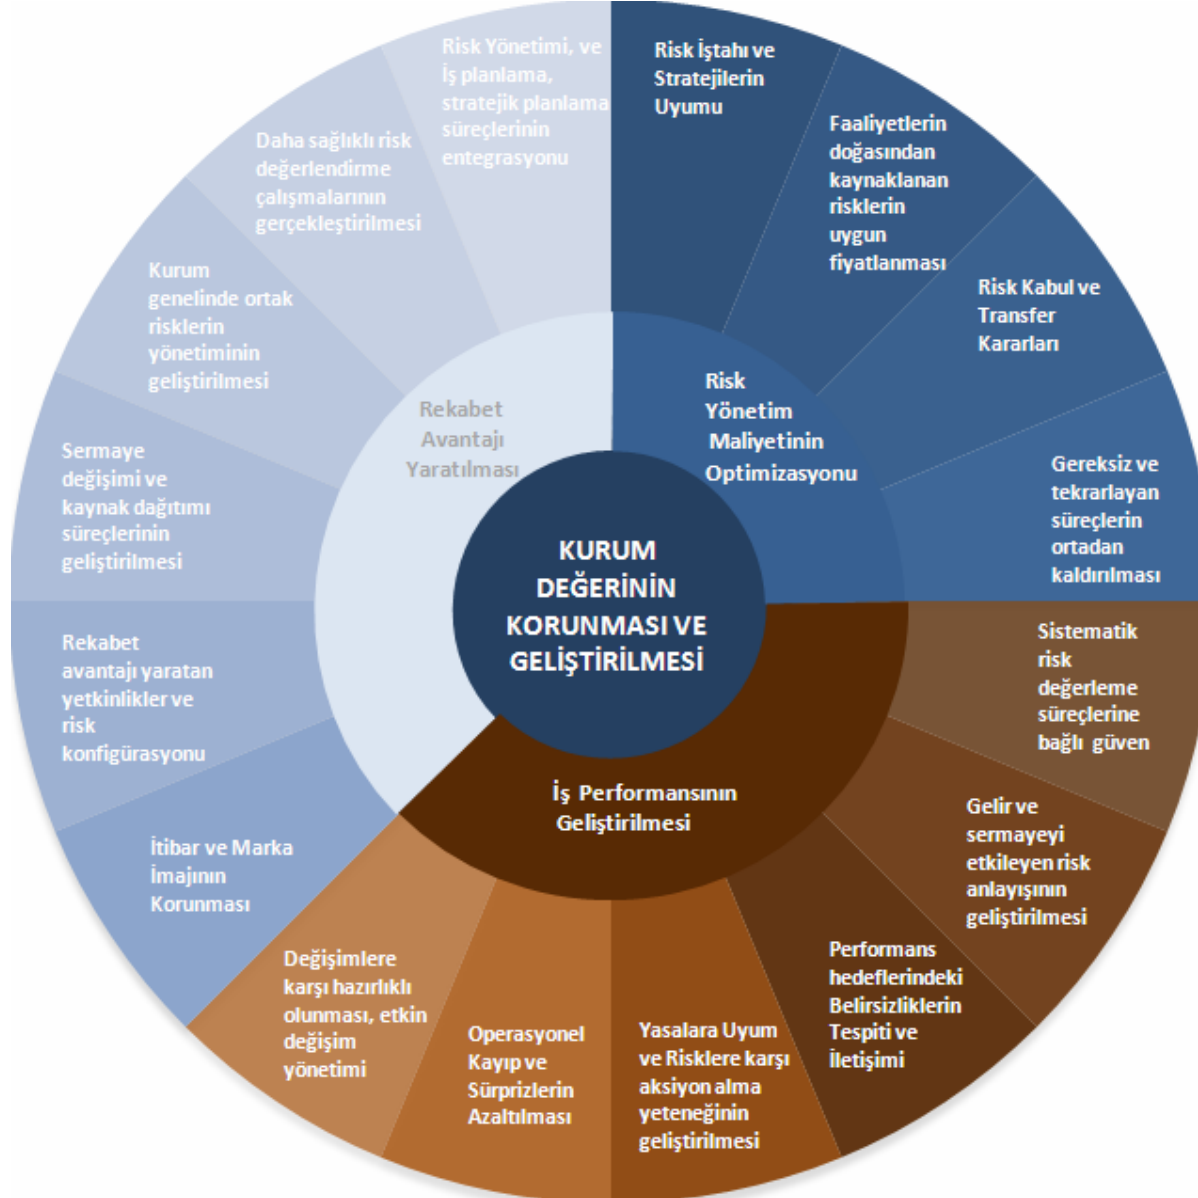 KURUM
DEĞERİNİN
KORUNMASI VE
GELİŞTİRİLMESİ
Risk
Yönetim
Maliyetinin
Optimizasyonu
Risk İştahı ve
Stratejilerin
Uyumu
Faaliyetlerin
doğasından
kaynaklanan
risklerin
uygun
fiyatlanması
Risk Kabul ve
Transfer
Kararları
Gereksiz ve
tekrarlayan
süreçlerin
ortadan
kaldırılması
İş Performansının
Geliştirilmesi
Sistematik
risk
değerleme
süreçlerine
bağlı güven
Gelir ve
sermayeyi
etkileyen risk
anlayışının
geliştirilmesi
Performans
hedeflerindeki
Belirsizliklerin
Tespiti ve
İletişimi
Yasalara Uyum
ve Risklere karşı
aksiyon alma
yeteneğinin
geliştirilmesi
Operasyonel
Kayıp ve
Sürprizlerin
Azaltılması
Değişimlere
karşı hazırlıklı
olunması, etkin
değişim
yönetimi
Rekabet
Avantajı
Yaratılması
İtibar ve Marka
İmajının
Korunması
Rekabet
avantajı yaratan
yetkinlikler ve
risk
konfigürasyonu
Sermaye
değişimi ve
kaynak dağıtımı
süreçlerinin
geliştirilmesi
Kurum
genelinde ortak
risklerin
yönetiminin
geliştirilmesi
Daha sağlıklı risk
değerlendirme
çalışmalarının
gerçekleştirilmesi
Risk Yönetimi, ve
İş planlama,
stratejik planlama
süreçlerinin
entegrasyonu